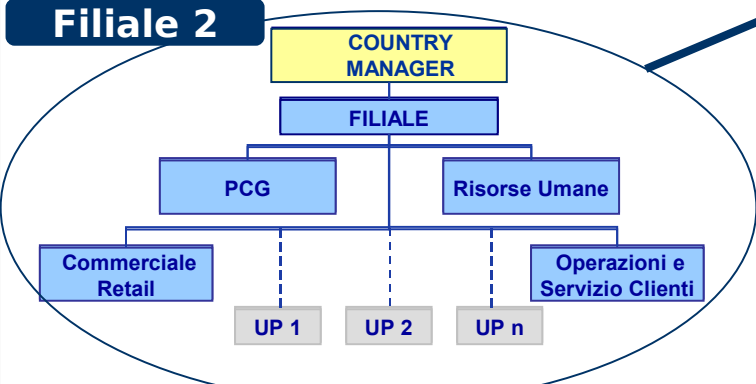 Filiale 2
COUNTRY
MANAGER
FILIALE
PCG
Risorse Umane
Commerciale
Retail
Operazioni e
Servizio Clienti
UP 1
UP 2
UP n